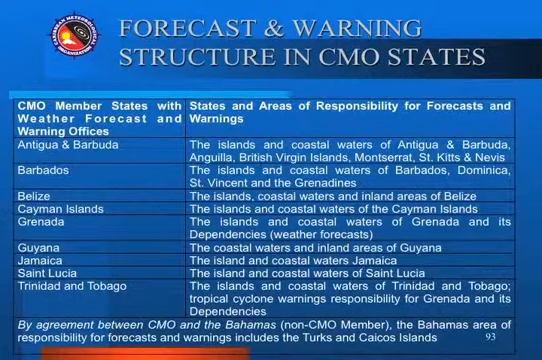 CARIBBEAN METEOROLOGICAL ORGANIZATION
FORECAST & WARNING
STRUCTURE IN CMO STATES
CMO Member States with
Weather Forecast and
Warning Offices
States and Areas of Responsibility for Forecasts and
Warnings
Antigua & Barbuda
The islands and coastal waters of Antigua & Barbuda,
Anguilla, British Virgin Islands, Montserrat, St. Kitts & Nevis
Barbados
The islands and coastal waters of Barbados, Dominica,
St. Vincent and the Grenadines
Belize
The islands, coastal waters and inland areas of Belize
Cayman Islands
The islands and coastal waters of the Cayman Islands
Grenada
The islands and coastal waters of Grenada and its
Dependencies (weather forecasts)
Guyana
The coastal waters and inland areas of Guyana
Jamaica
The island and coastal waters Jamaica
Saint Lucia
The island and coastal waters of Saint Lucia
Trinidad and Tobago
The islands and coastal waters of Trinidad and Tobago;
tropical cyclone warnings responsibility for Grenada and its
Dependencies
By agreement between CMO and the Bahamas (non-CMO Member), the Bahamas area of
responsibility for forecasts and warnings includes the Turks and Caicos Islands
93